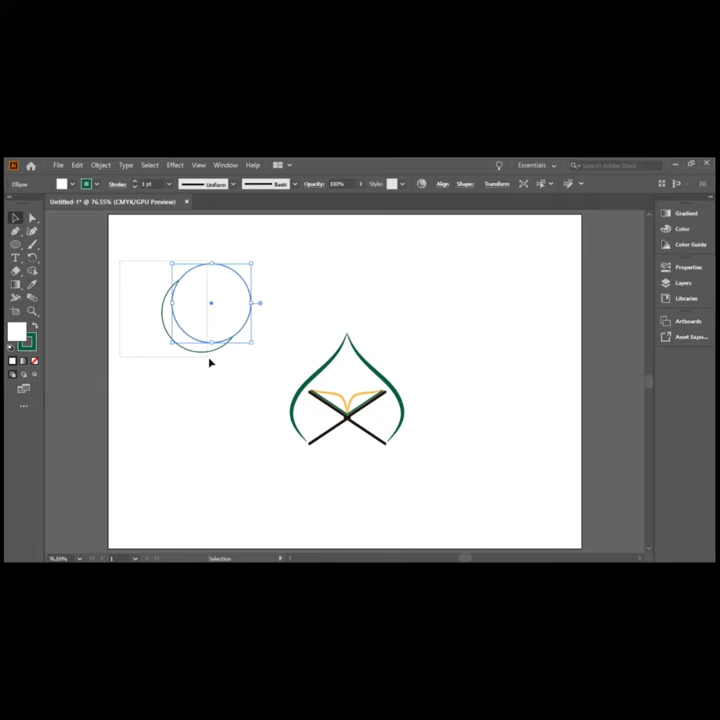 Ai File Edit Object Type Select Effect View Window Help Essentials Search Adobe Stock
Ellipse Stroke: 1 pt Uniform Basic Opacity: 100% Style: Align Shape: Transform
Untitled-1* @ 76.55% (CMYK/GPU Preview)
Gradient
Color
Color Guide
Properties
Layers
Libraries
Artboards
Asset Expo...
76.55% 1 Selection